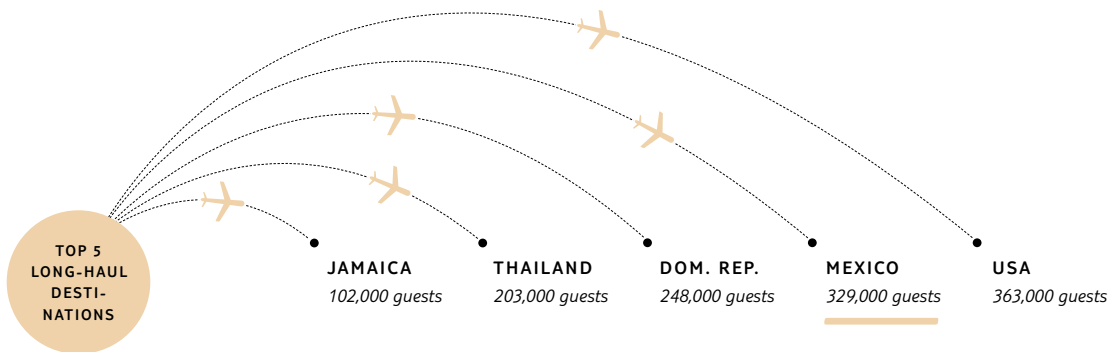 TOP 5
LONG-HAUL
DESTI-
NATIONS
JAMAICA
102,000 guests
THAILAND
203,000 guests
DOM. REP.
248,000 guests
MEXICO
329,000 guests
USA
363,000 guests